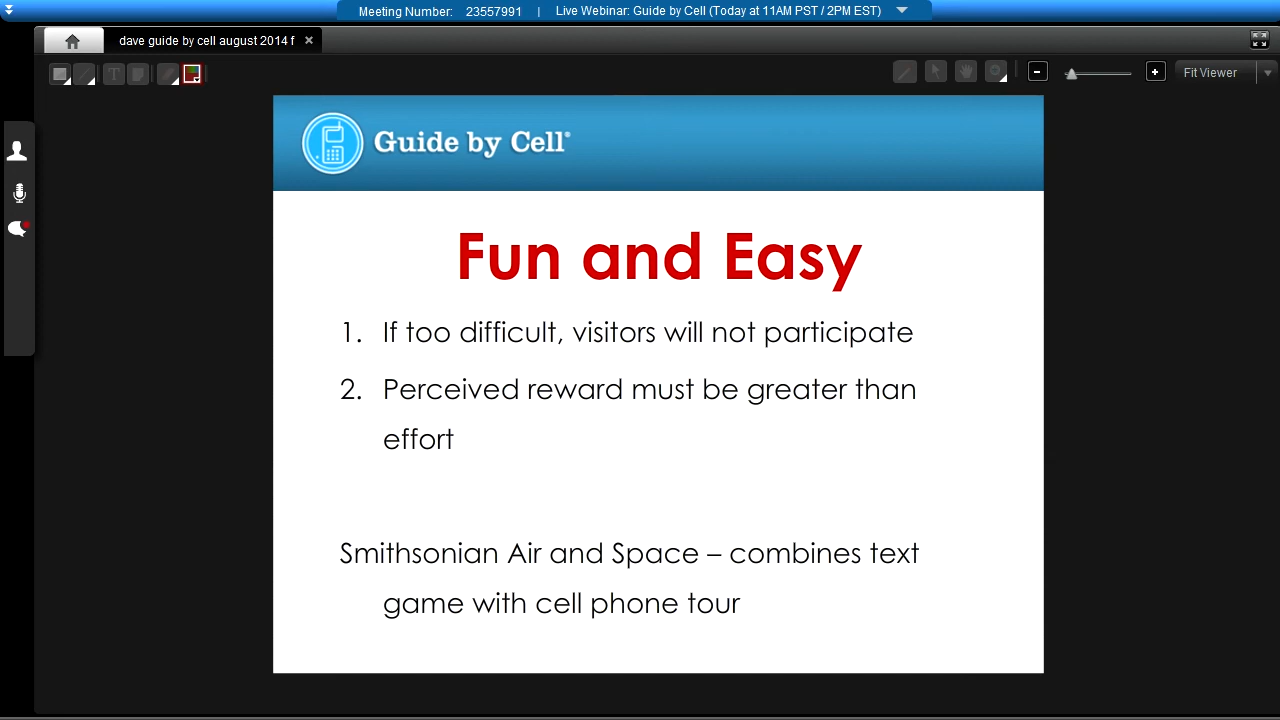 Meeting Number: 23557991 | Live Webinar: Guide by Cell (Today at 11AM PST / 2PM EST)
dave guide by cell august 2014 f
T
Fit Viewer
Guide by Cell®
Fun and Easy
1. If too difficult, visitors will not participate
2. Perceived reward must be greater than
effort
Smithsonian Air and Space – combines text
game with cell phone tour